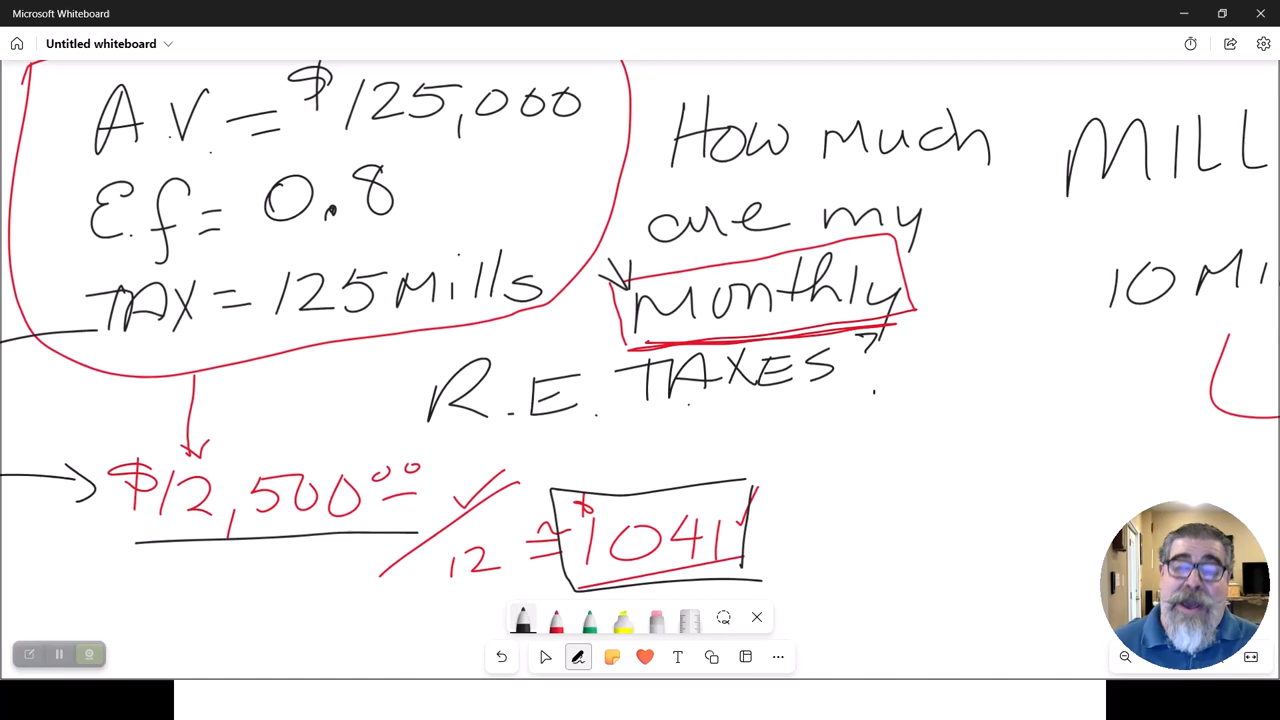 Microsoft Whiteboard
Untitled whiteboard
A.V. = $125,000
E.f = 0.8
TAX = 125 Mills
How much
are my
Monthly
R.E. TAXES?
MILL
10 MI
$12,500.00 / 12 ≅ $1041